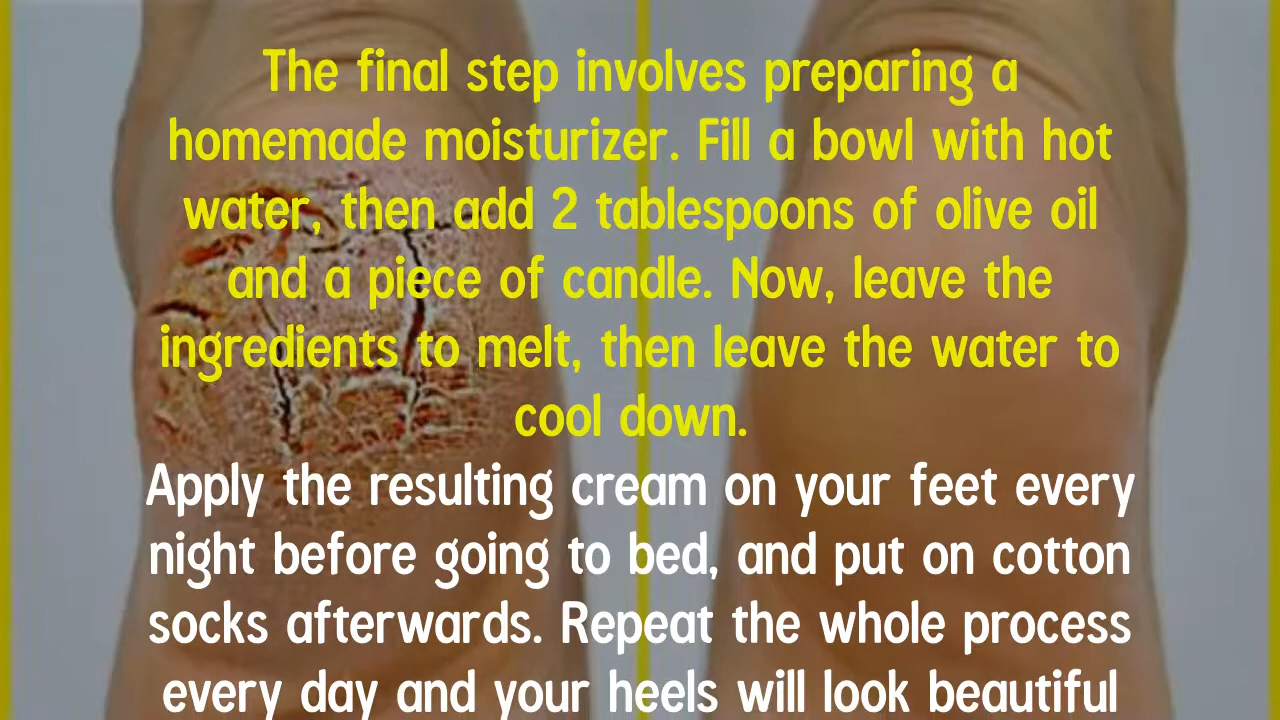 The final step involves preparing a
homemade moisturizer. Fill a bowl with hot
water, then add 2 tablespoons of olive oil
and a piece of candle. Now, leave the
ingredients to melt, then leave the water to
cool down.
Apply the resulting cream on your feet every
night before going to bed, and put on cotton
socks afterwards. Repeat the whole process
every day and your heels will look beautiful